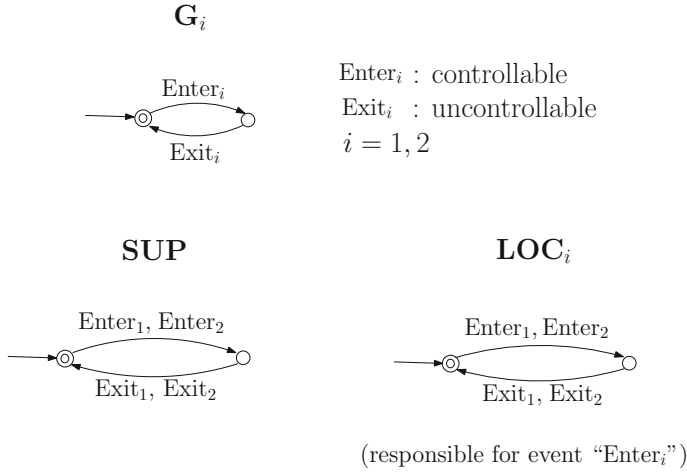 G_i
Enter_i
Exit_i
Enter_i : controllable
Exit_i : uncontrollable
i = 1, 2
SUP
Enter_1, Enter_2
Exit_1, Exit_2
LOC_i
Enter_1, Enter_2
Exit_1, Exit_2
(responsible for event “Enter_i”)